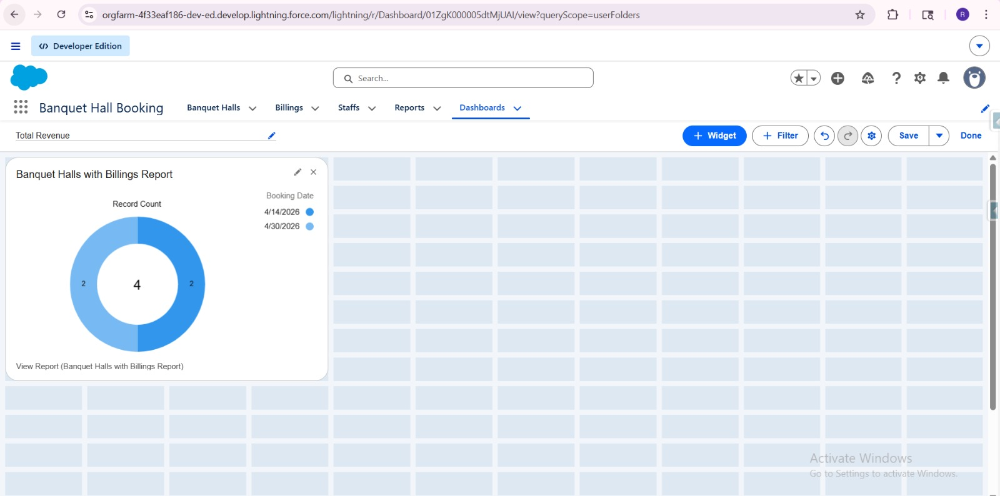 orgfarm-4f33eaf186-dev-ed.develop.lightning.force.com/lightning/r/Dashboard/01ZgK000005dtMjUAI/view?queryScope=userFolders
R
</> Developer Edition
Search...
Banquet Hall Booking
Banquet Halls
Billings
Staffs
Reports
Dashboards
Total Revenue
+ Widget
+ Filter
Save
Done
Banquet Halls with Billings Report
Booking Date
Record Count
4/14/2026
4/30/2026
2
4
2
View Report (Banquet Halls with Billings Report)
Activate Windows
Go to Settings to activate Windows.